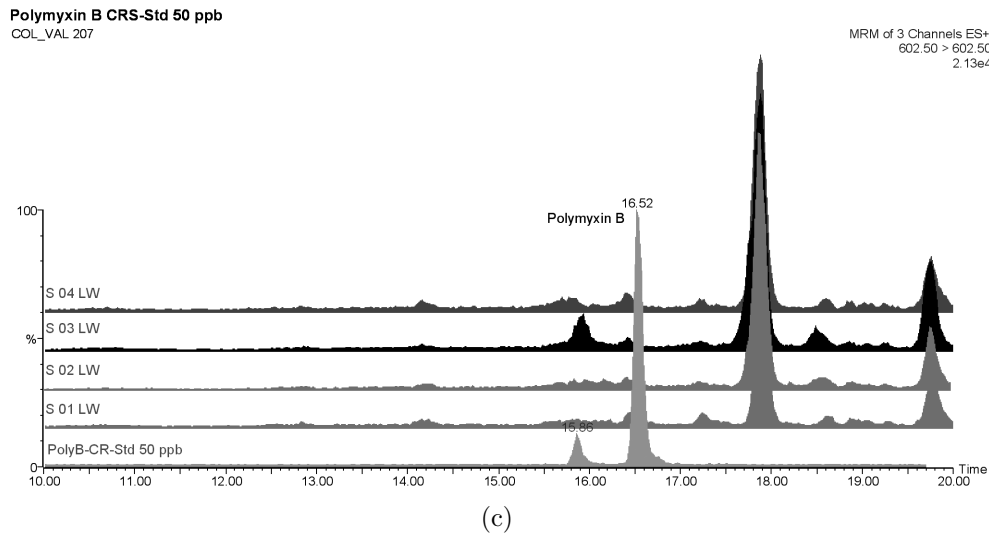 Polymyxin B CRS-Std 50 ppb
COL_VAL 207
MRM of 3 Channels ES+
602.50 > 602.50
2.13e4
16.52
Polymyxin B
100
S 04 LW
S 03 LW
%
S 02 LW
S 01 LW
15.86
PolyB-CR-Std 50 ppb
0
Time
10.00 11.00 12.00 13.00 14.00 15.00 16.00 17.00 18.00 19.00 20.00
(c)